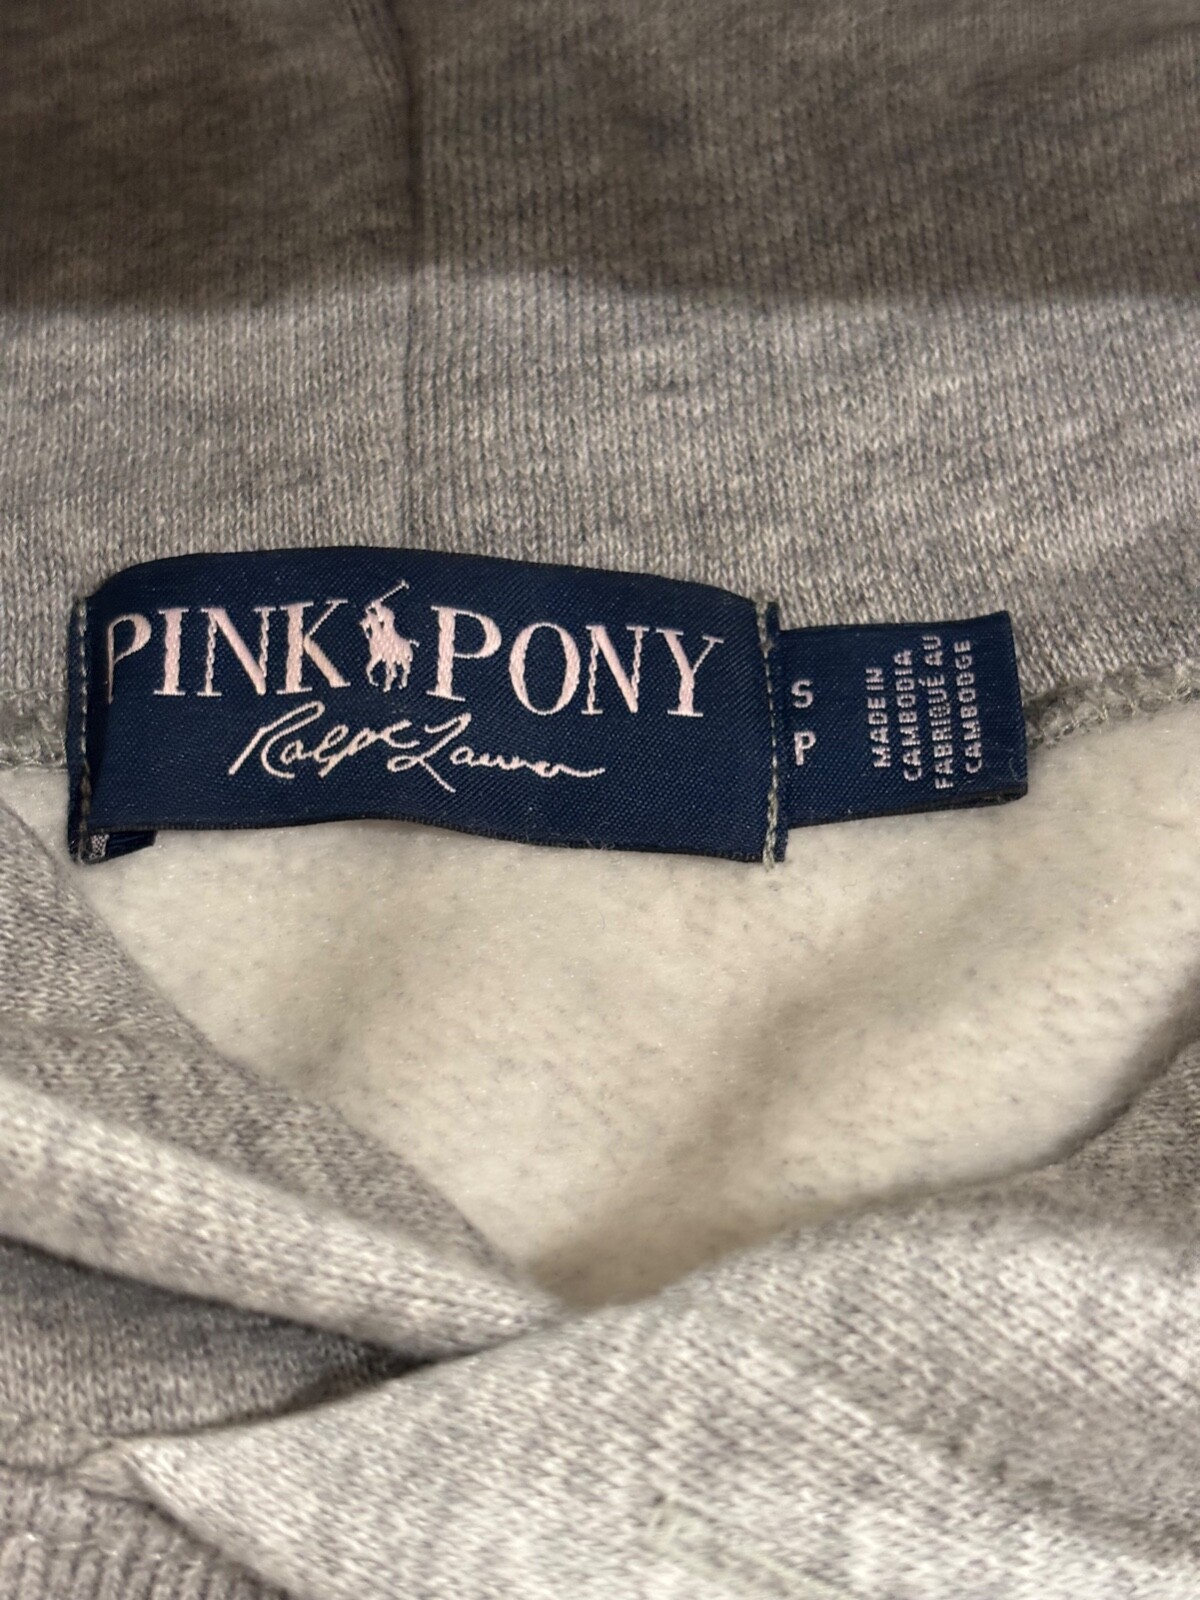 PINK PONY
Ralph Lauren
S
P
MADE IN
CAMBODIA
FABRIQUÉ AU
CAMBODGE